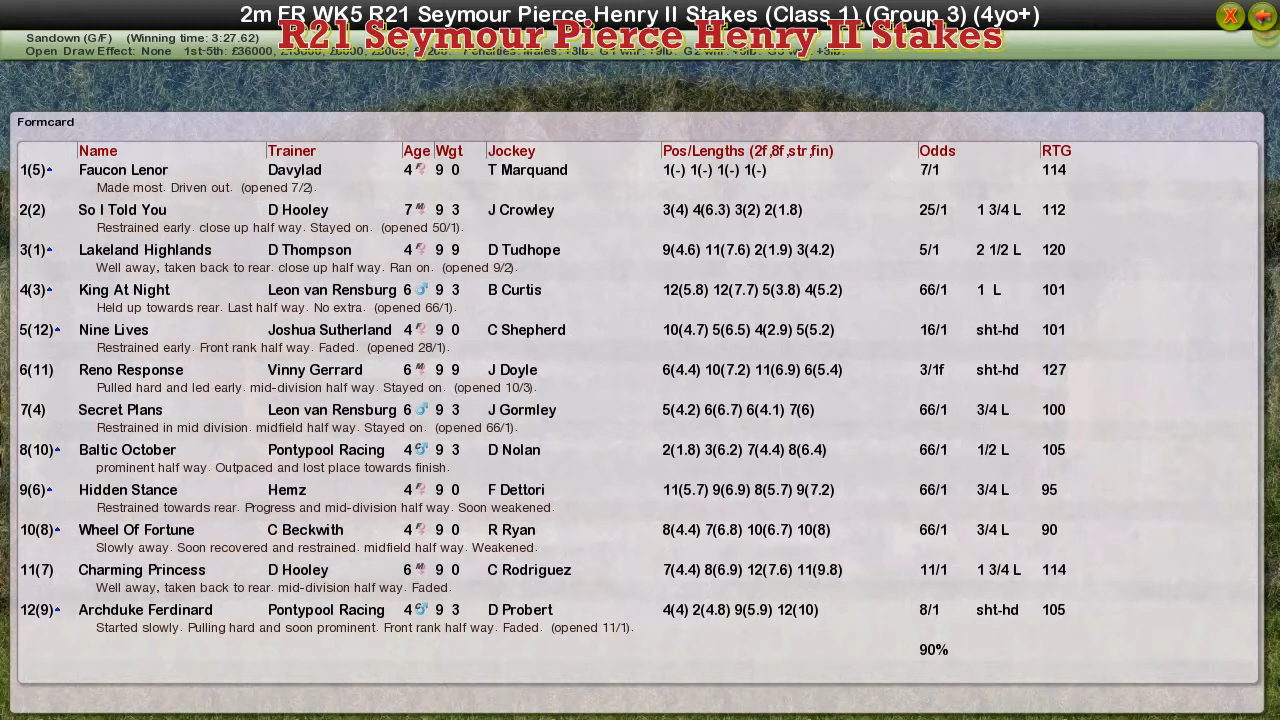 2m FR WK5 R21 Seymour Pierce Henry II Stakes (Class 1) (Group 3) (4yo+)
R21 Seymour Pierce Henry II Stakes
Sandown (G/F) (Winning time: 3:27.62)
Open Draw Effect: None 1st-5th: £36000,
Formcard
Name Trainer Age Wgt Jockey Pos/Lengths (2f,8f,str,fin) Odds RTG
1(5) Faucon Lenor Davylad 4 9 0 T Marquand 1(-) 1(-) 1(-) 1(-) 7/1 114
Made most. Driven out. (opened 7/2).
2(2) So I Told You D Hooley 7 9 3 J Crowley 3(4) 4(6.3) 3(2) 2(1.8) 25/1 1 3/4 L 112
Restrained early. close up half way. Stayed on. (opened 50/1).
3(1) Lakeland Highlands D Thompson 4 9 9 D Tudhope 9(4.6) 11(7.6) 2(1.9) 3(4.2) 5/1 2 1/2 L 120
Well away, taken back to rear. close up half way. Ran on. (opened 9/2).
4(3) King At Night Leon van Rensburg 6 9 3 B Curtis 12(5.8) 12(7.7) 5(3.8) 4(5.2) 66/1 1 L 101
Held up towards rear. Last half way. No extra. (opened 66/1).
5(12) Nine Lives Joshua Sutherland 4 9 0 C Shepherd 10(4.7) 5(6.5) 4(2.9) 5(5.2) 16/1 sht-hd 101
Restrained early. Front rank half way. Faded. (opened 28/1).
6(11) Reno Response Vinny Gerrard 6 9 9 J Doyle 6(4.4) 10(7.2) 11(6.9) 6(5.4) 3/1f sht-hd 127
Pulled hard and led early. mid-division half way. Stayed on. (opened 10/3).
7(4) Secret Plans Leon van Rensburg 6 9 3 J Gormley 5(4.2) 6(6.7) 6(4.1) 7(6) 66/1 3/4 L 100
Restrained in mid division. midfield half way. Stayed on. (opened 66/1).
8(10) Baltic October Pontypool Racing 4 9 3 D Nolan 2(1.8) 3(6.2) 7(4.4) 8(6.4) 66/1 1/2 L 105
prominent half way. Outpaced and lost place towards finish.
9(6) Hidden Stance Hemz 4 9 0 F Dettori 11(5.7) 9(6.9) 8(5.7) 9(7.2) 66/1 3/4 L 95
Restrained towards rear. Progress and mid-division half way. Soon weakened.
10(8) Wheel Of Fortune C Beckwith 4 9 0 R Ryan 8(4.4) 7(6.8) 10(6.7) 10(8) 66/1 3/4 L 90
Slowly away. Soon recovered and restrained. midfield half way. Weakened.
11(7) Charming Princess D Hooley 6 9 0 C Rodriguez 7(4.4) 8(6.9) 12(7.6) 11(9.8) 11/1 1 3/4 L 114
Well away, taken back to rear. mid-division half way. Faded.
12(9) Archduke Ferdinard Pontypool Racing 4 9 3 D Probert 4(4) 2(4.8) 9(5.9) 12(10) 8/1 sht-hd 105
Started slowly. Pulling hard and soon prominent. Front rank half way. Faded. (opened 11/1).
90%